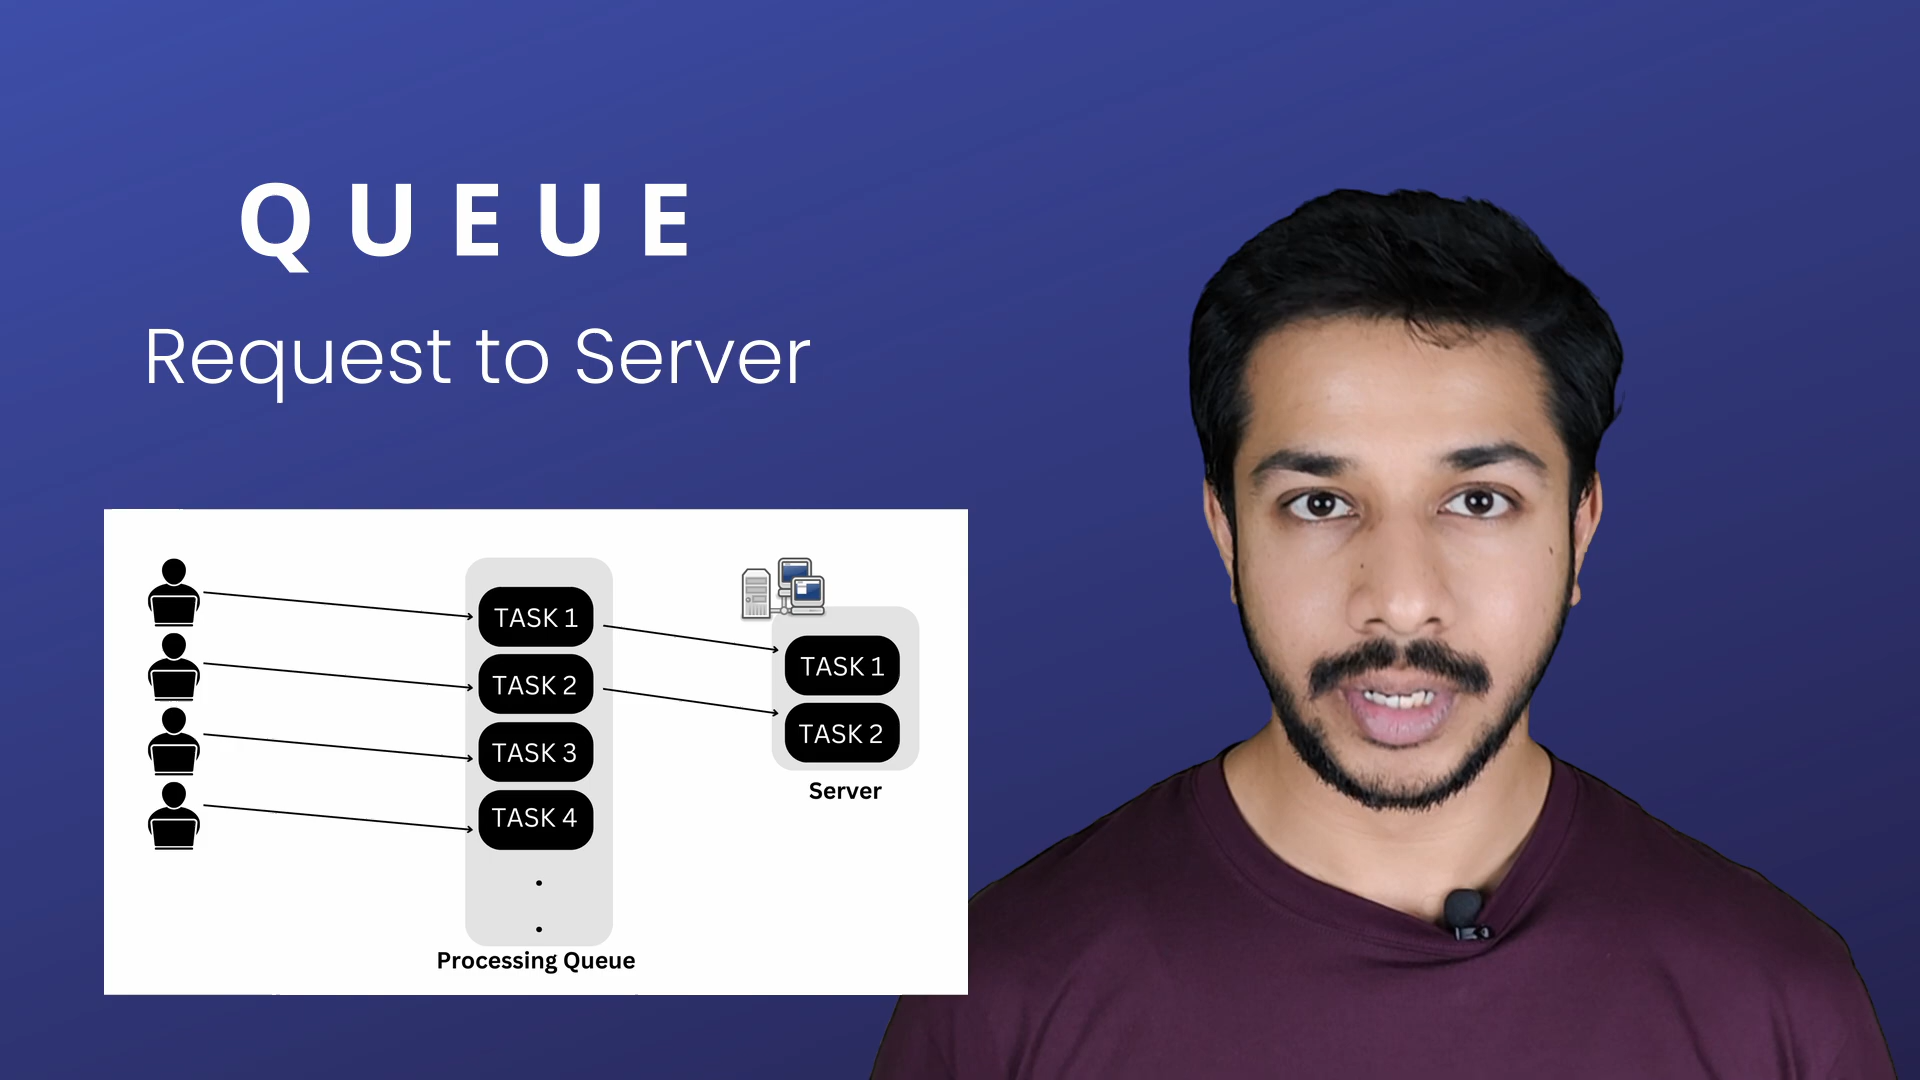 QUEUE
Request to Server
TASK 1
TASK 2
TASK 3
TASK 4
Processing Queue
TASK 1
TASK 2
Server